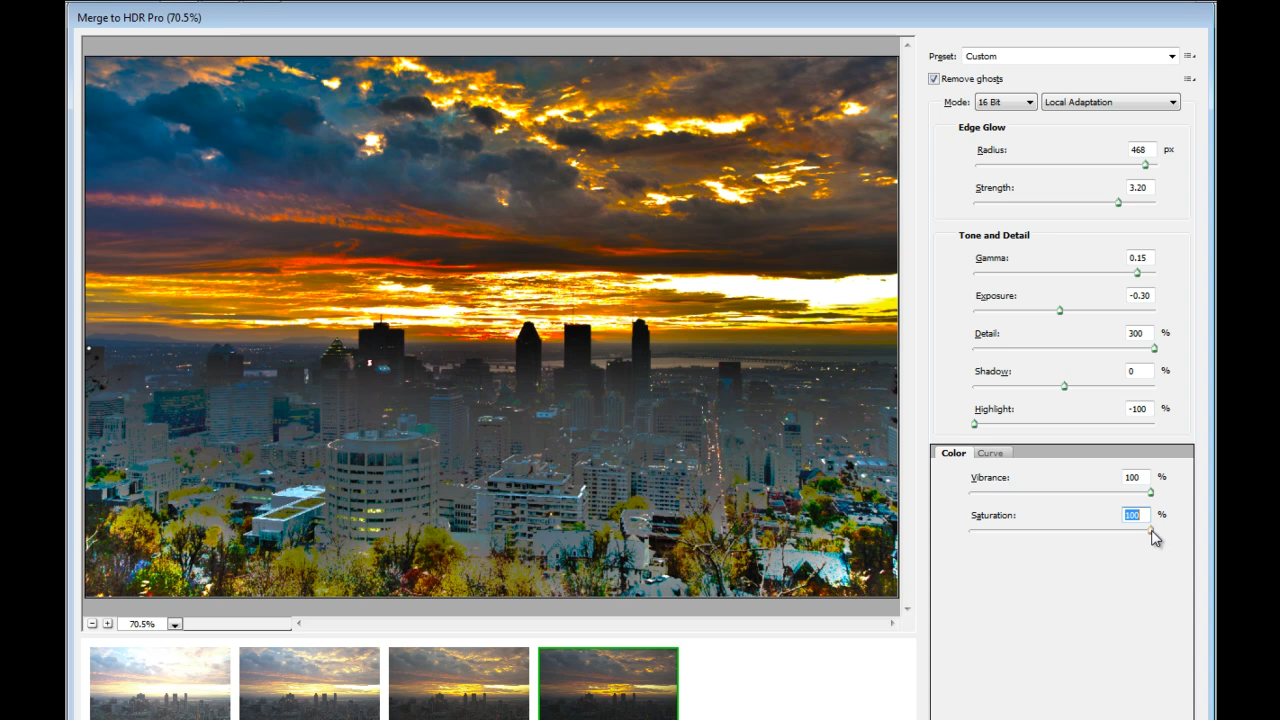 Merge to HDR Pro (70.5%)
Preset: Custom
Remove ghosts
Mode: 16 Bit Local Adaptation
Edge Glow
Radius: 468 px
Strength: 3.20
Tone and Detail
Gamma: 0.15
Exposure: -0.30
Detail: 300 %
Shadow: 0 %
Highlight: -100 %
Color Curve
Vibrance: 100 %
Saturation: 100 %
70.5%